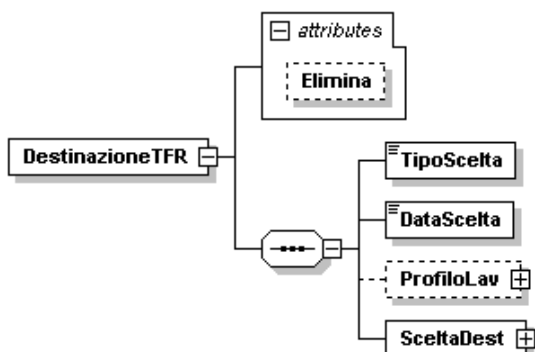 attributes
Elimina
DestinazioneTFR
TipoScelta
DataScelta
ProfiloLav
SceltaDest